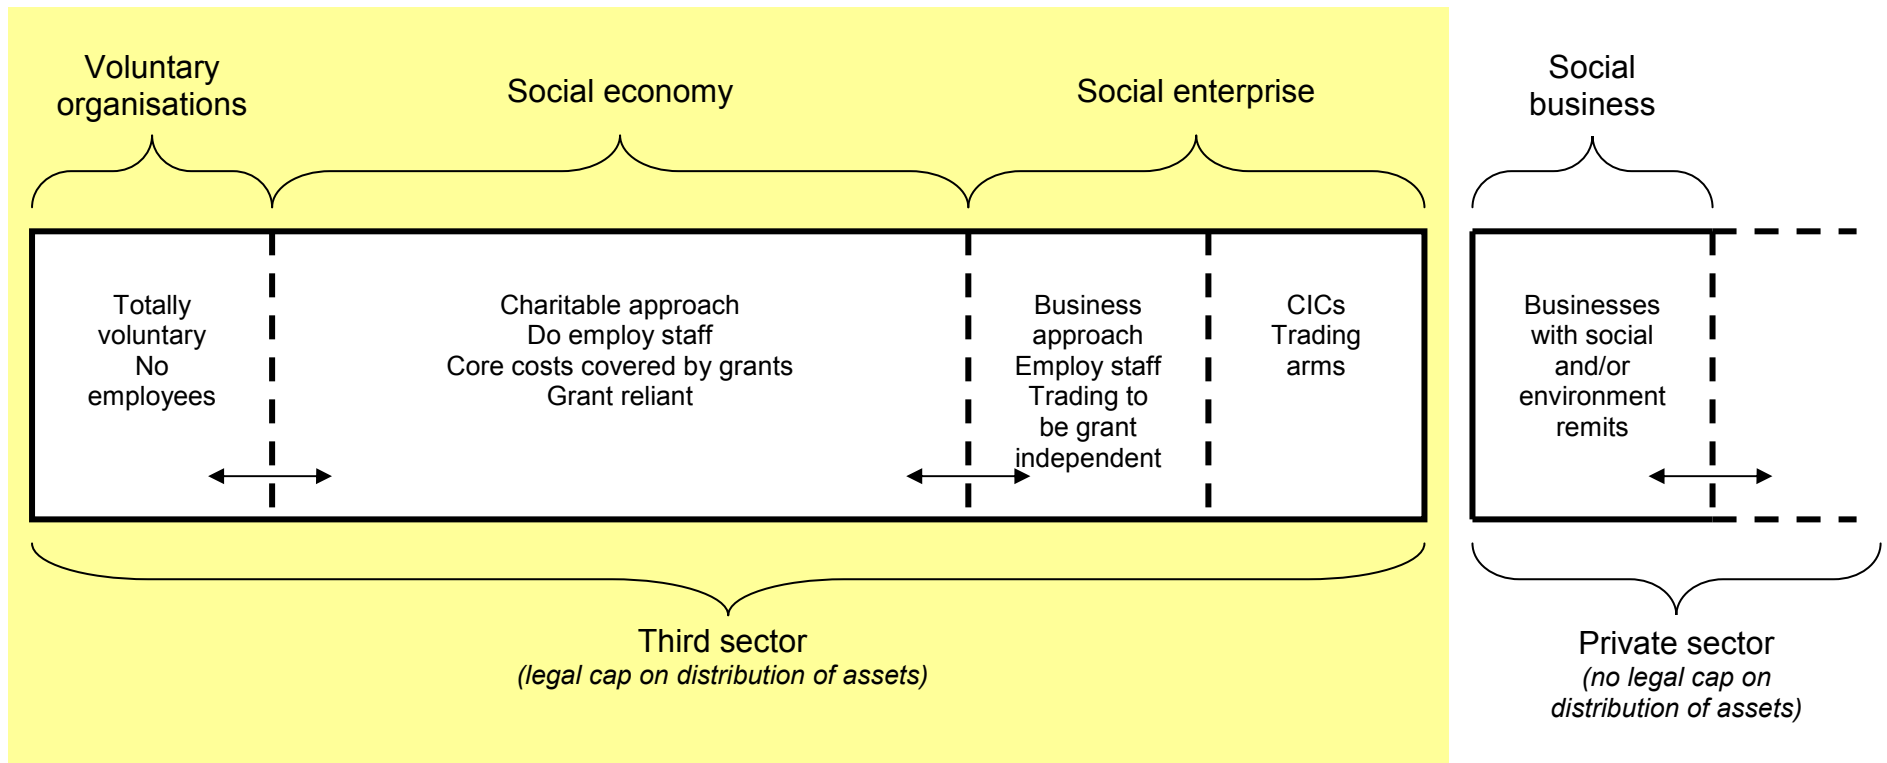 Voluntary
organisations
Social economy
Social enterprise
Social
business
Totally
voluntary
No
employees
Charitable approach
Do employ staff
Core costs covered by grants
Grant reliant
Business
approach
Employ staff
Trading to
be grant
independent
CICs
Trading
arms
Businesses
with social
and/or
environment
remits
Third sector
(legal cap on distribution of assets)
Private sector
(no legal cap on
distribution of assets)